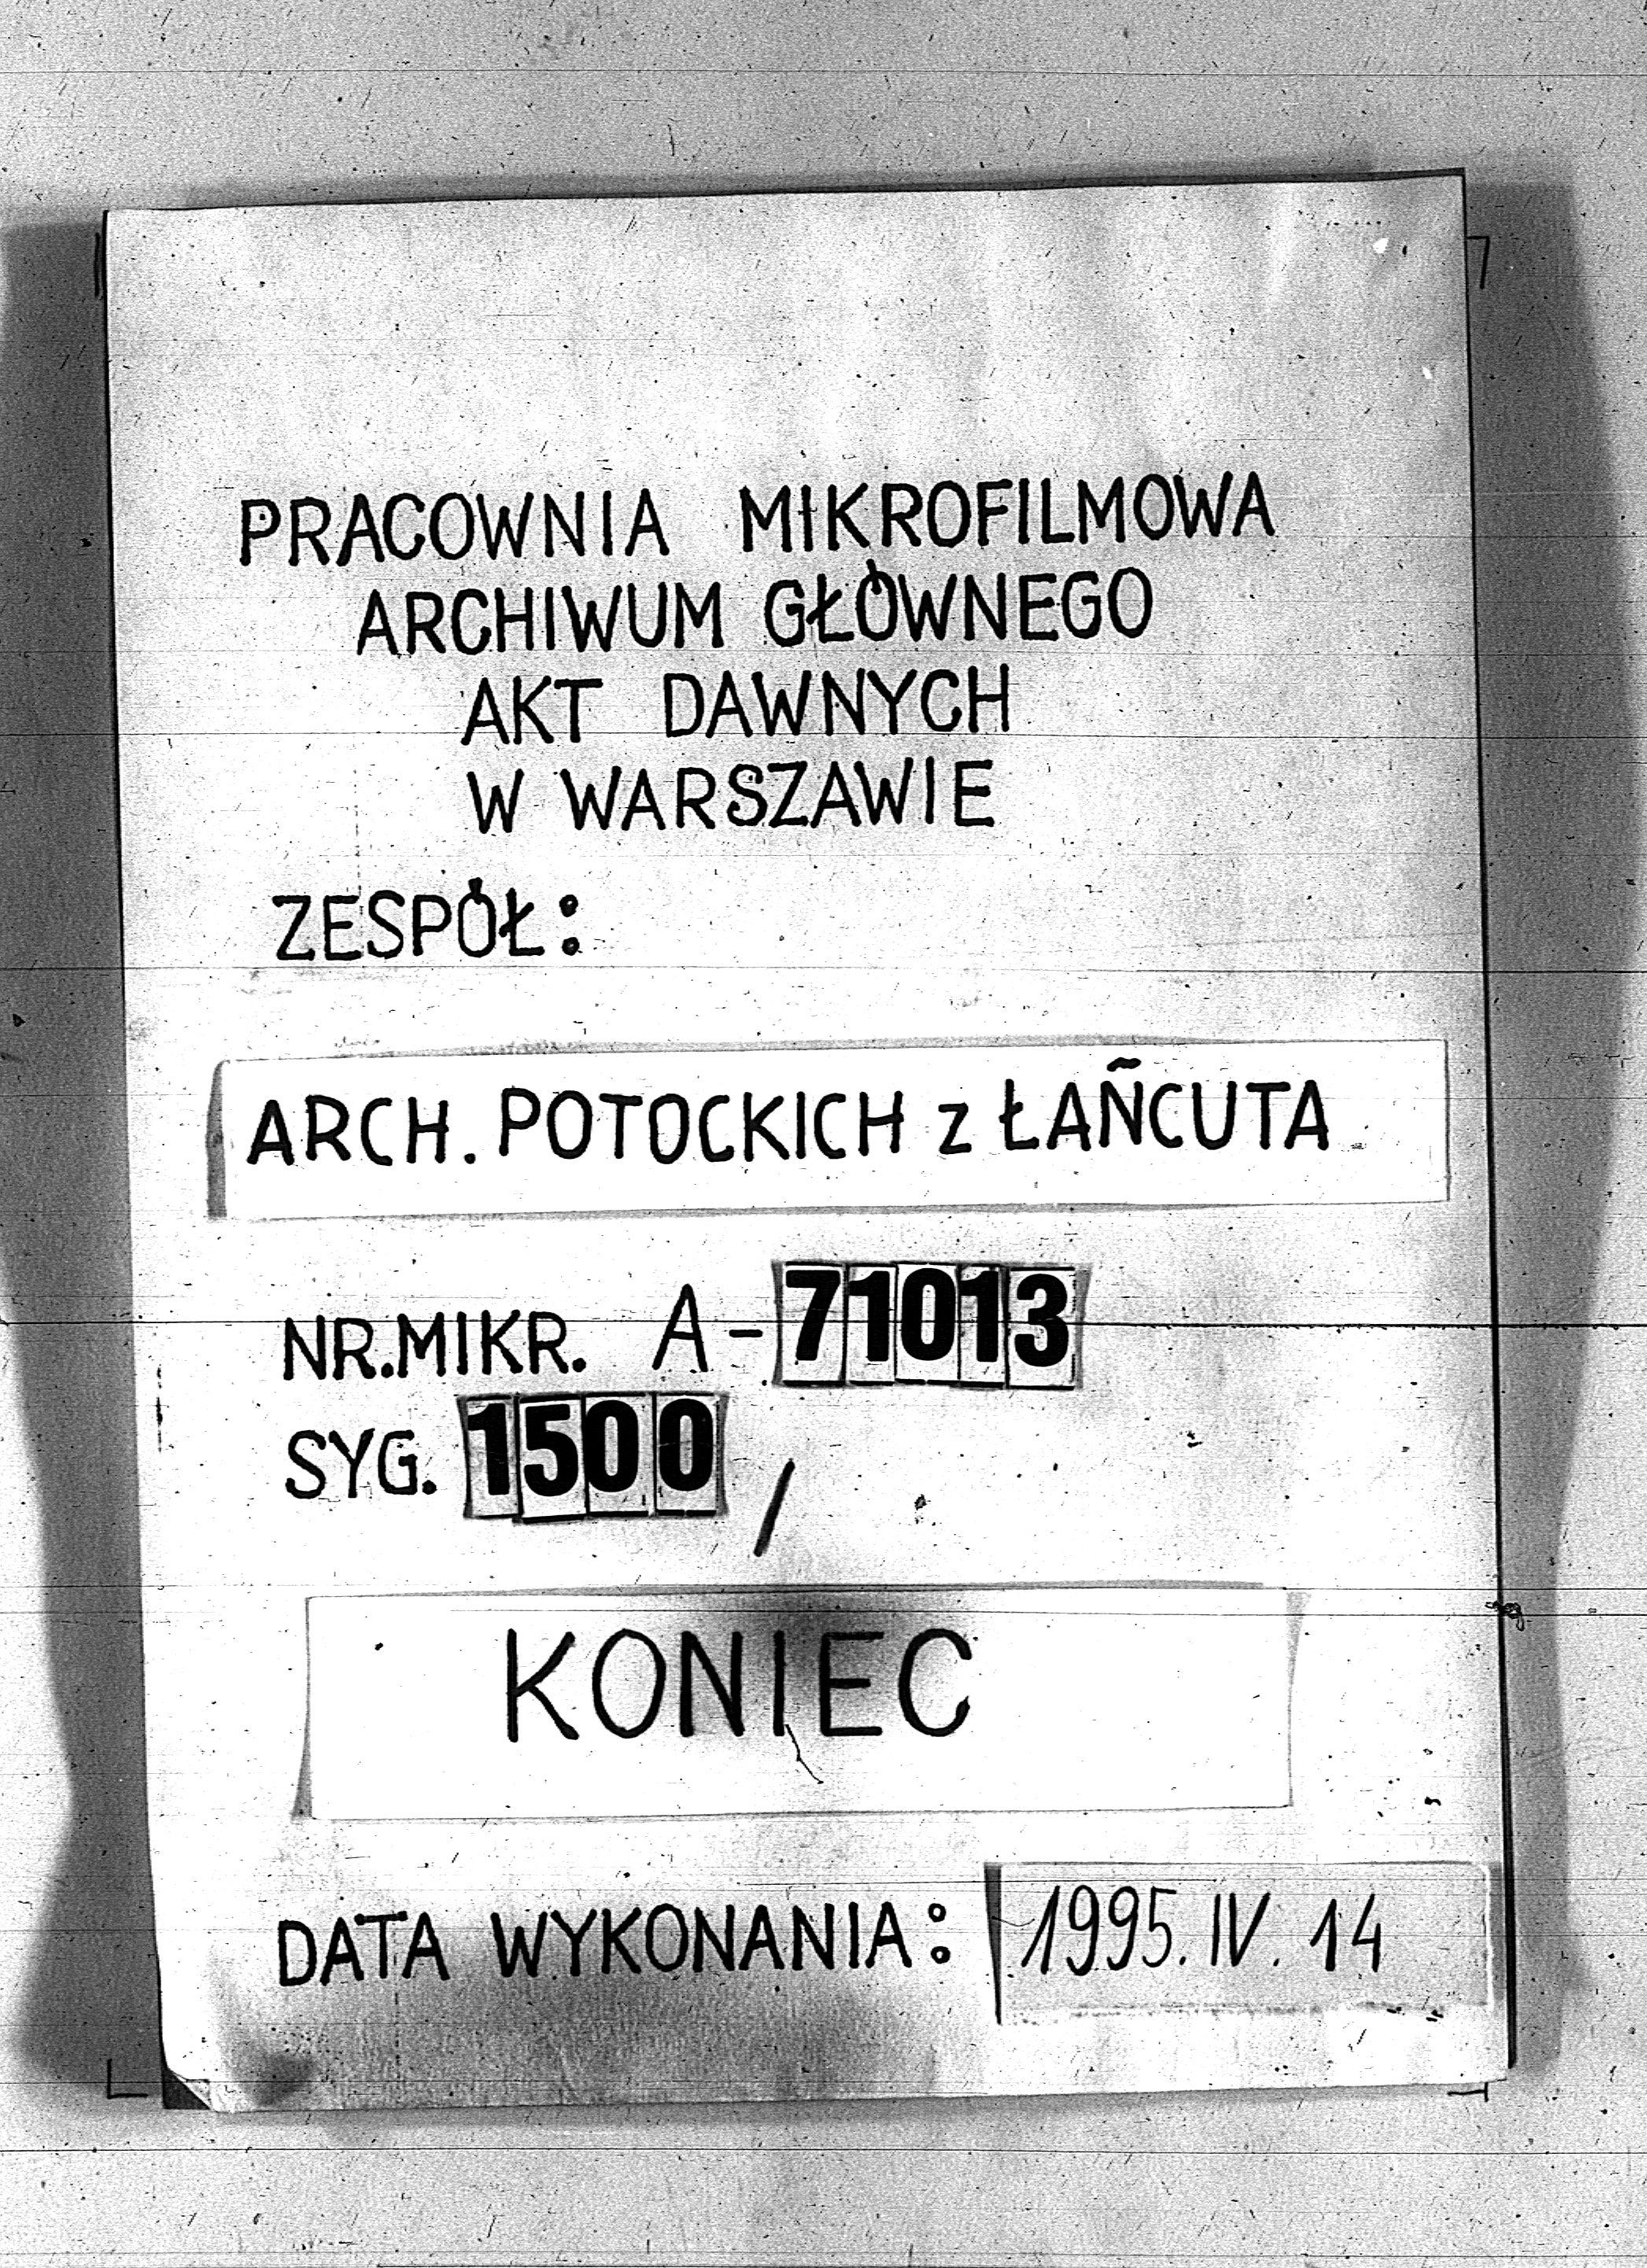 PRACOWNIA MIKROFILMOWA
ARCHIWUM GŁÓWNEGO
AKT DAWNYCH
W WARSZAWIE
ZESPÓŁ:
ARCH. POTOCKICH z ŁAÑCUTA
NR.MIKR. A-71013
SYG. 1500 /
KONIEC
DATA WYKONANIA: 1995.IV.14